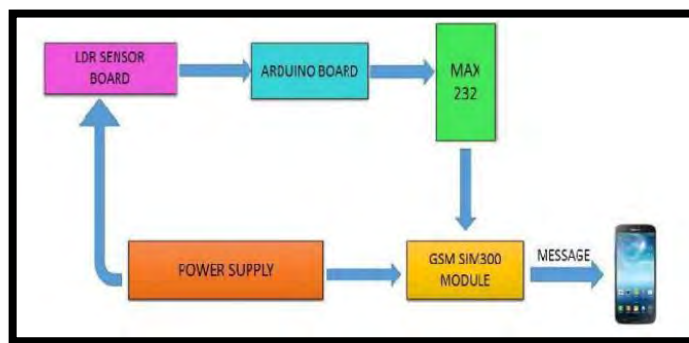 LDR SENSOR
BOARD
ARDUINO BOARD
MAX
232
POWER SUPPLY
GSM SIM300
MODULE
MESSAGE